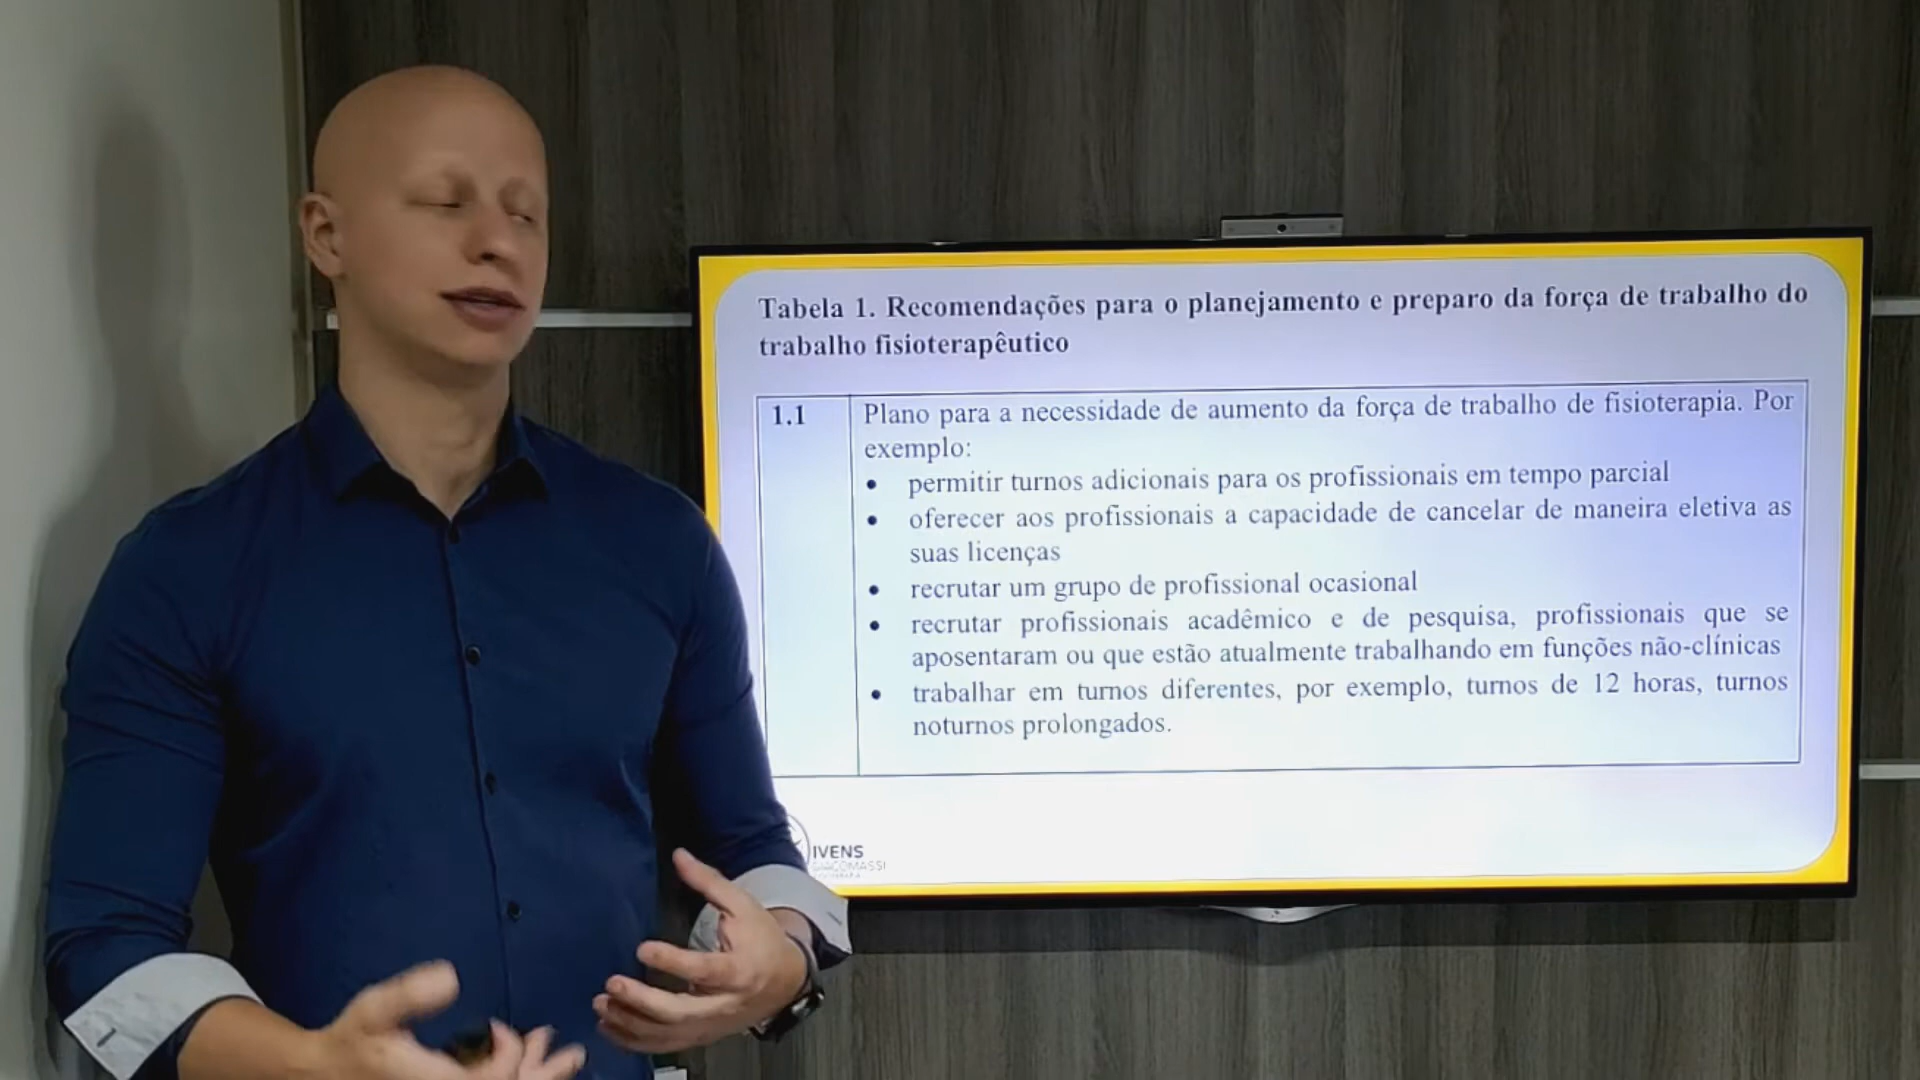 Tabela 1. Recomendações para o planejamento e preparo da força de trabalho do
trabalho fisioterapêutico
1.1
Plano para a necessidade de aumento da força de trabalho de fisioterapia. Por
exemplo:
• permitir turnos adicionais para os profissionais em tempo parcial
• oferecer aos profissionais a capacidade de cancelar de maneira eletiva as
suas licenças
• recrutar um grupo de profissional ocasional
• recrutar profissionais acadêmico e de pesquisa, profissionais que se
aposentaram ou que estão atualmente trabalhando em funções não-clínicas
• trabalhar em turnos diferentes, por exemplo, turnos de 12 horas, turnos
noturnos prolongados.
IVENS
GIACOMASSI